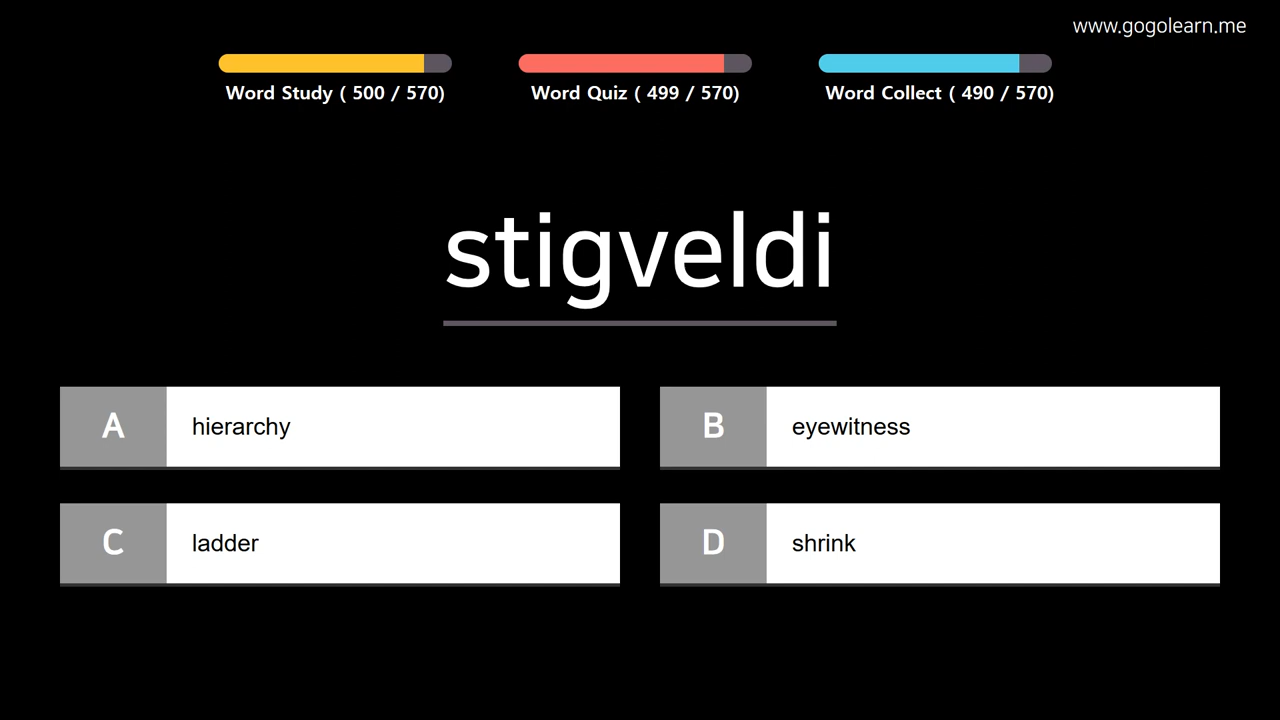 www.gogolearn.me
Word Study ( 500 / 570)
Word Quiz ( 499 / 570)
Word Collect ( 490 / 570)
stigveldi
A hierarchy
B eyewitness
C ladder
D shrink